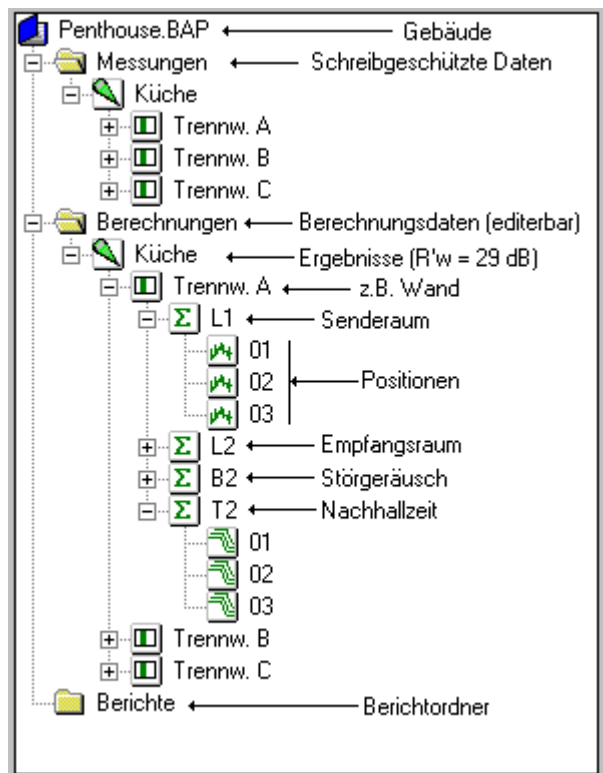 Penthouse.BAP Gebäude
Messungen Schreibgeschützte Daten
Küche
Trennw. A
Trennw. B
Trennw. C
Berechnungen Berechnungsdaten (editerbar)
Küche Ergebnisse (R'w = 29 dB)
Trennw. A z.B. Wand
L1 Senderaum
01
02 Positionen
03
L2 Empfangsraum
B2 Störgeräusch
T2 Nachhallzeit
01
02
03
Trennw. B
Trennw. C
Berichte Berichtordner